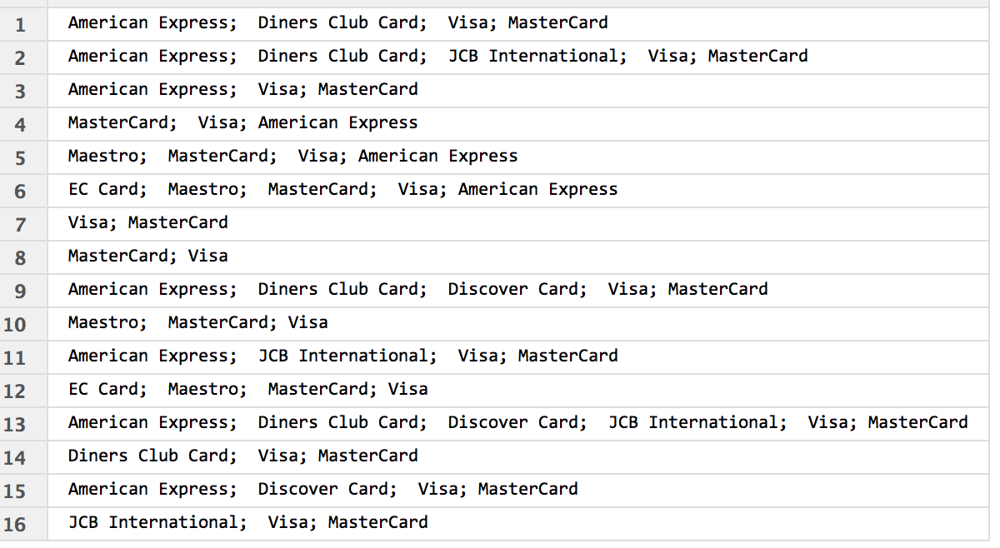 1 American Express;  Diners Club Card;  Visa; MasterCard
2 American Express;  Diners Club Card;  JCB International;  Visa; MasterCard
3 American Express;  Visa; MasterCard
4 MasterCard;  Visa; American Express
5 Maestro;  MasterCard;  Visa; American Express
6 EC Card;  Maestro;  MasterCard;  Visa; American Express
7 Visa; MasterCard
8 MasterCard; Visa
9 American Express;  Diners Club Card;  Discover Card;  Visa; MasterCard
10 Maestro;  MasterCard; Visa
11 American Express;  JCB International;  Visa; MasterCard
12 EC Card;  Maestro;  MasterCard; Visa
13 American Express;  Diners Club Card;  Discover Card;  JCB International;  Visa; MasterCard
14 Diners Club Card;  Visa; MasterCard
15 American Express;  Discover Card;  Visa; MasterCard
16 JCB International;  Visa; MasterCard